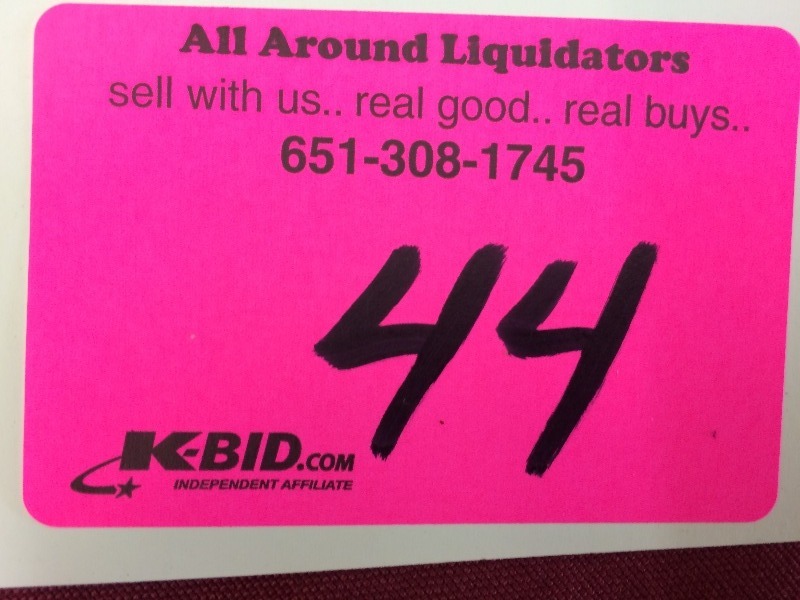 All Around Liquidators
sell with us.. real good.. real buys..
651-308-1745
44
K-BID.COM
INDEPENDENT AFFILIATE